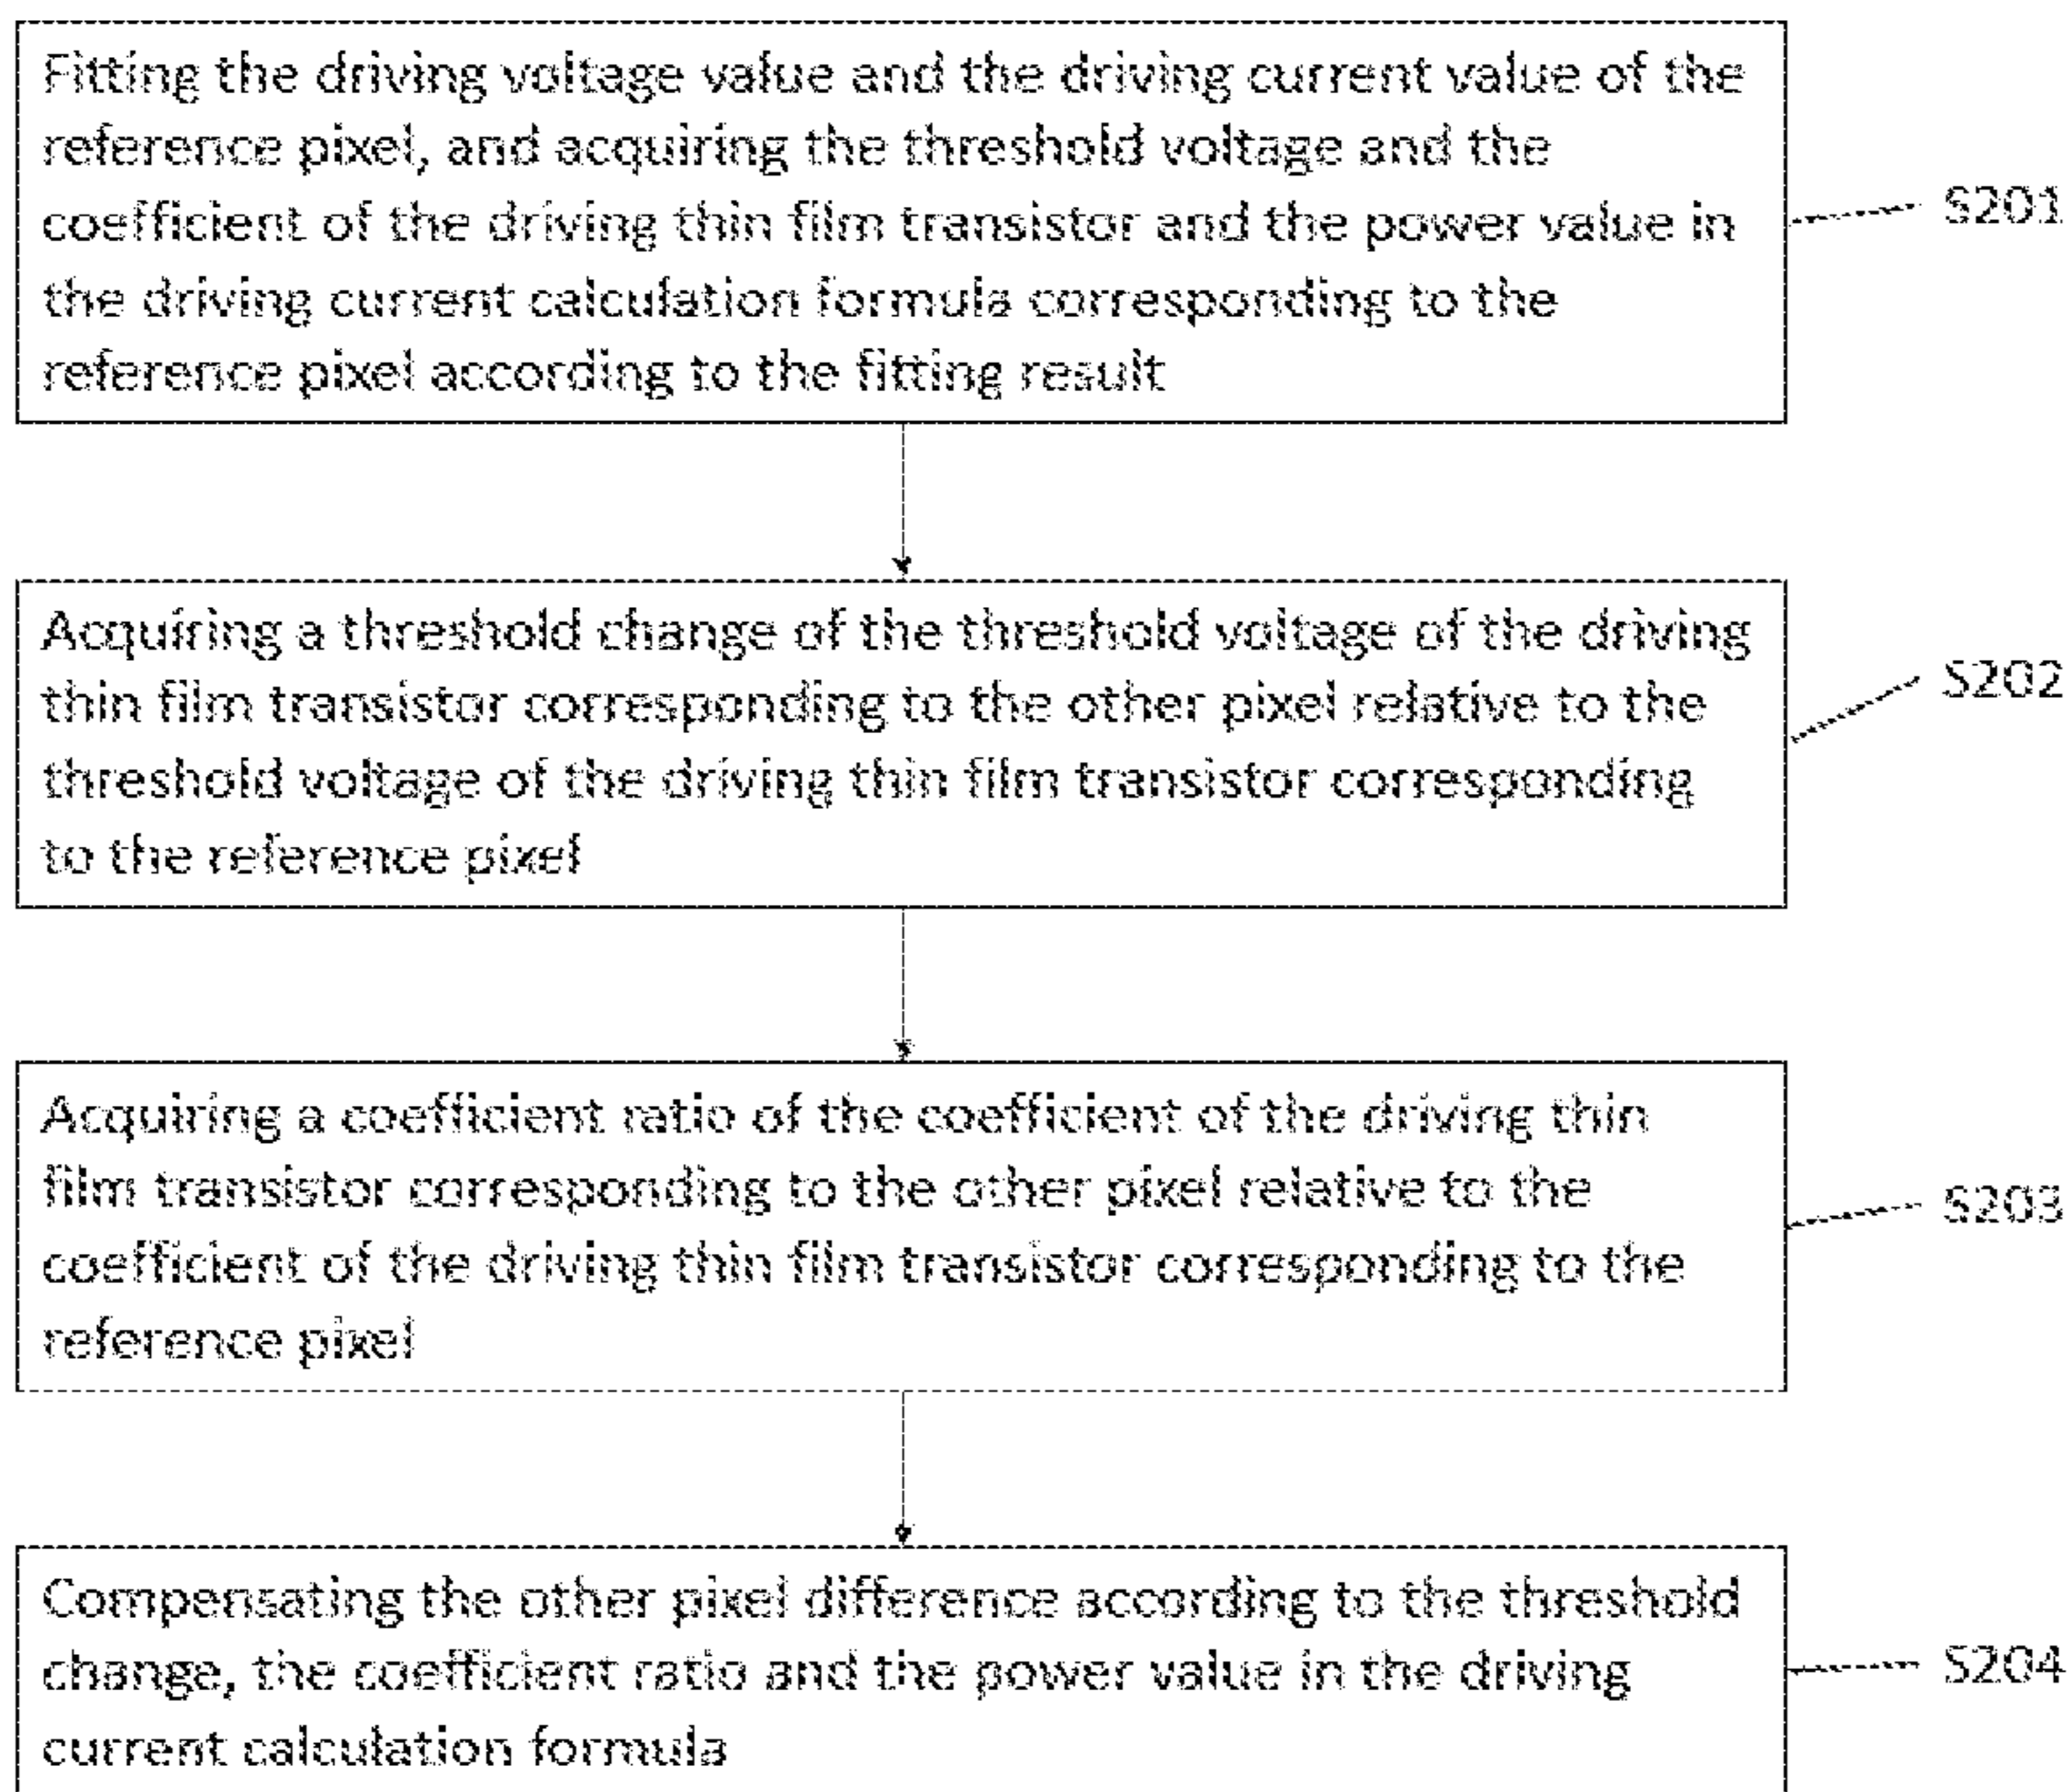 Fitting the driving voltage value and the driving current value of the
reference pixel, and acquiring the threshold voltage and the
coefficient of the driving thin film transistor and the power value in
the driving current calculation formula corresponding to the
reference pixel according to the fitting result
S201
Acquiring a threshold change of the threshold voltage of the driving
thin film transistor corresponding to the other pixel relative to the
threshold voltage of the driving thin film transistor corresponding
to the reference pixel
S202
Acquiring a coefficient ratio of the coefficient of the driving thin
film transistor corresponding to the other pixel relative to the
coefficient of the driving thin film transistor corresponding to the
reference pixel
S203
Compensating the other pixel difference according to the threshold
change, the coefficient ratio and the power value in the driving
current calculation formula
S204